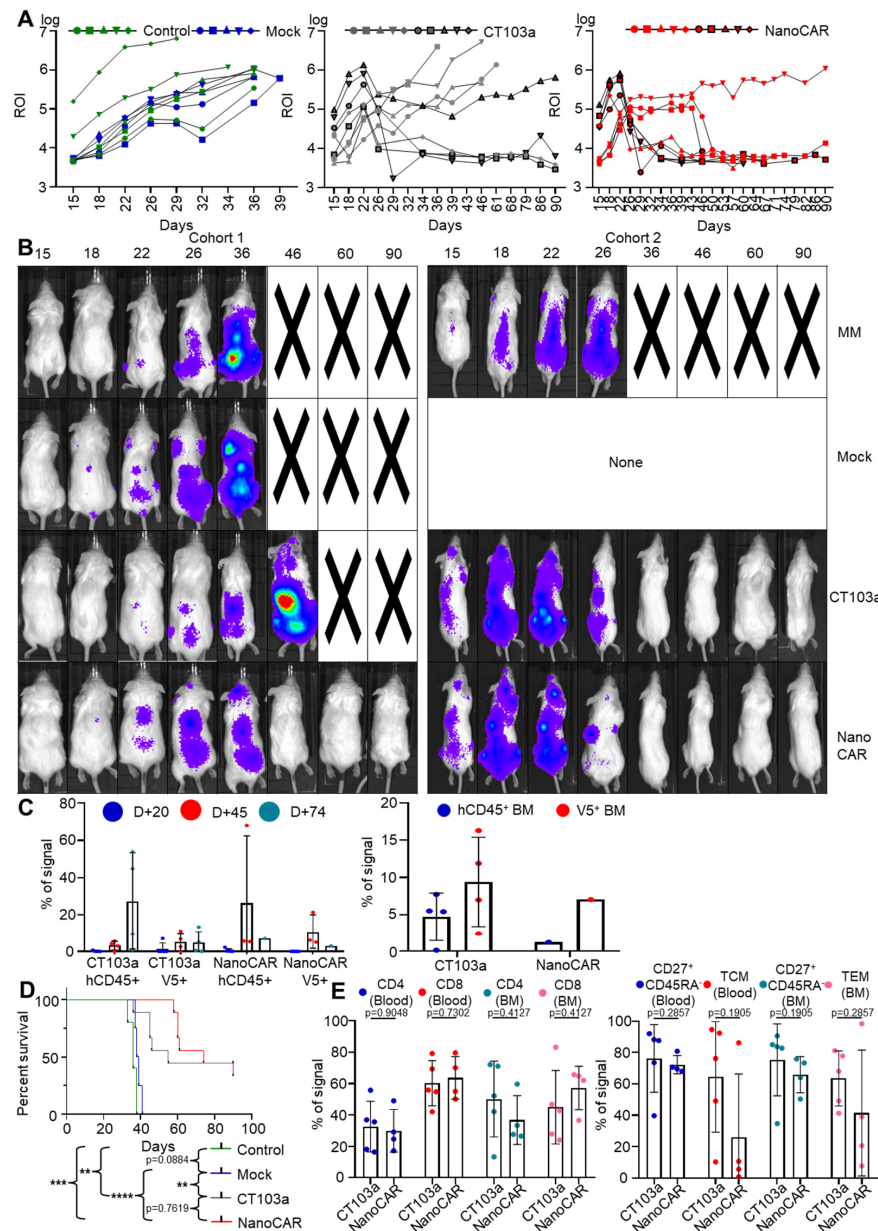 A
log
Control
Mock
7
6
5
4
3
ROI
15
18
22
26
29
32
34
36
39
Days
log
CT103a
7
6
5
4
3
ROI
15
18
22
26
29
32
34
36
39
43
46
61
68
79
86
90
Days
log
NanoCAR
7
6
5
4
3
ROI
15
18
22
26
29
32
34
36
39
43
46
50
53
57
60
64
67
71
74
79
82
86
90
Days
B
Cohort 1
15 18 22 26 36 46 60 90
Cohort 2
15 18 22 26 36 46 60 90
MM
Mock
None
CT103a
Nano
CAR
C
D+20 D+45 D+74
% of signal
80
60
40
20
0
CT103a
hCD45+
CT103a
V5+
NanoCAR
hCD45+
NanoCAR
V5+
hCD45⁺ BM V5⁺ BM
% of signal
20
15
10
5
0
CT103a
NanoCAR
D
Percent survival
100
50
0
0 20 40 60 80 100
Days
Control
Mock
CT103a
NanoCAR
p=0.0884
**
p=0.7619
****
**
***
E
CD4
(Blood)
CD8
(Blood)
CD4
(BM)
CD8
(BM)
p=0.9048
p=0.7302
p=0.4127
p=0.4127
% of signal
100
80
60
40
20
0
CT103a
NanoCAR
CT103a
NanoCAR
CT103a
NanoCAR
CT103a
NanoCAR
CD27⁺
CD45RA⁻
(Blood)
TCM
(Blood)
CD27⁺
CD45RA⁻
(BM)
TEM
(BM)
p=0.2857
p=0.1905
p=0.1905
p=0.2857
% of signal
100
80
60
40
20
0
CT103a
NanoCAR
CT103a
NanoCAR
CT103a
NanoCAR
CT103a
NanoCAR